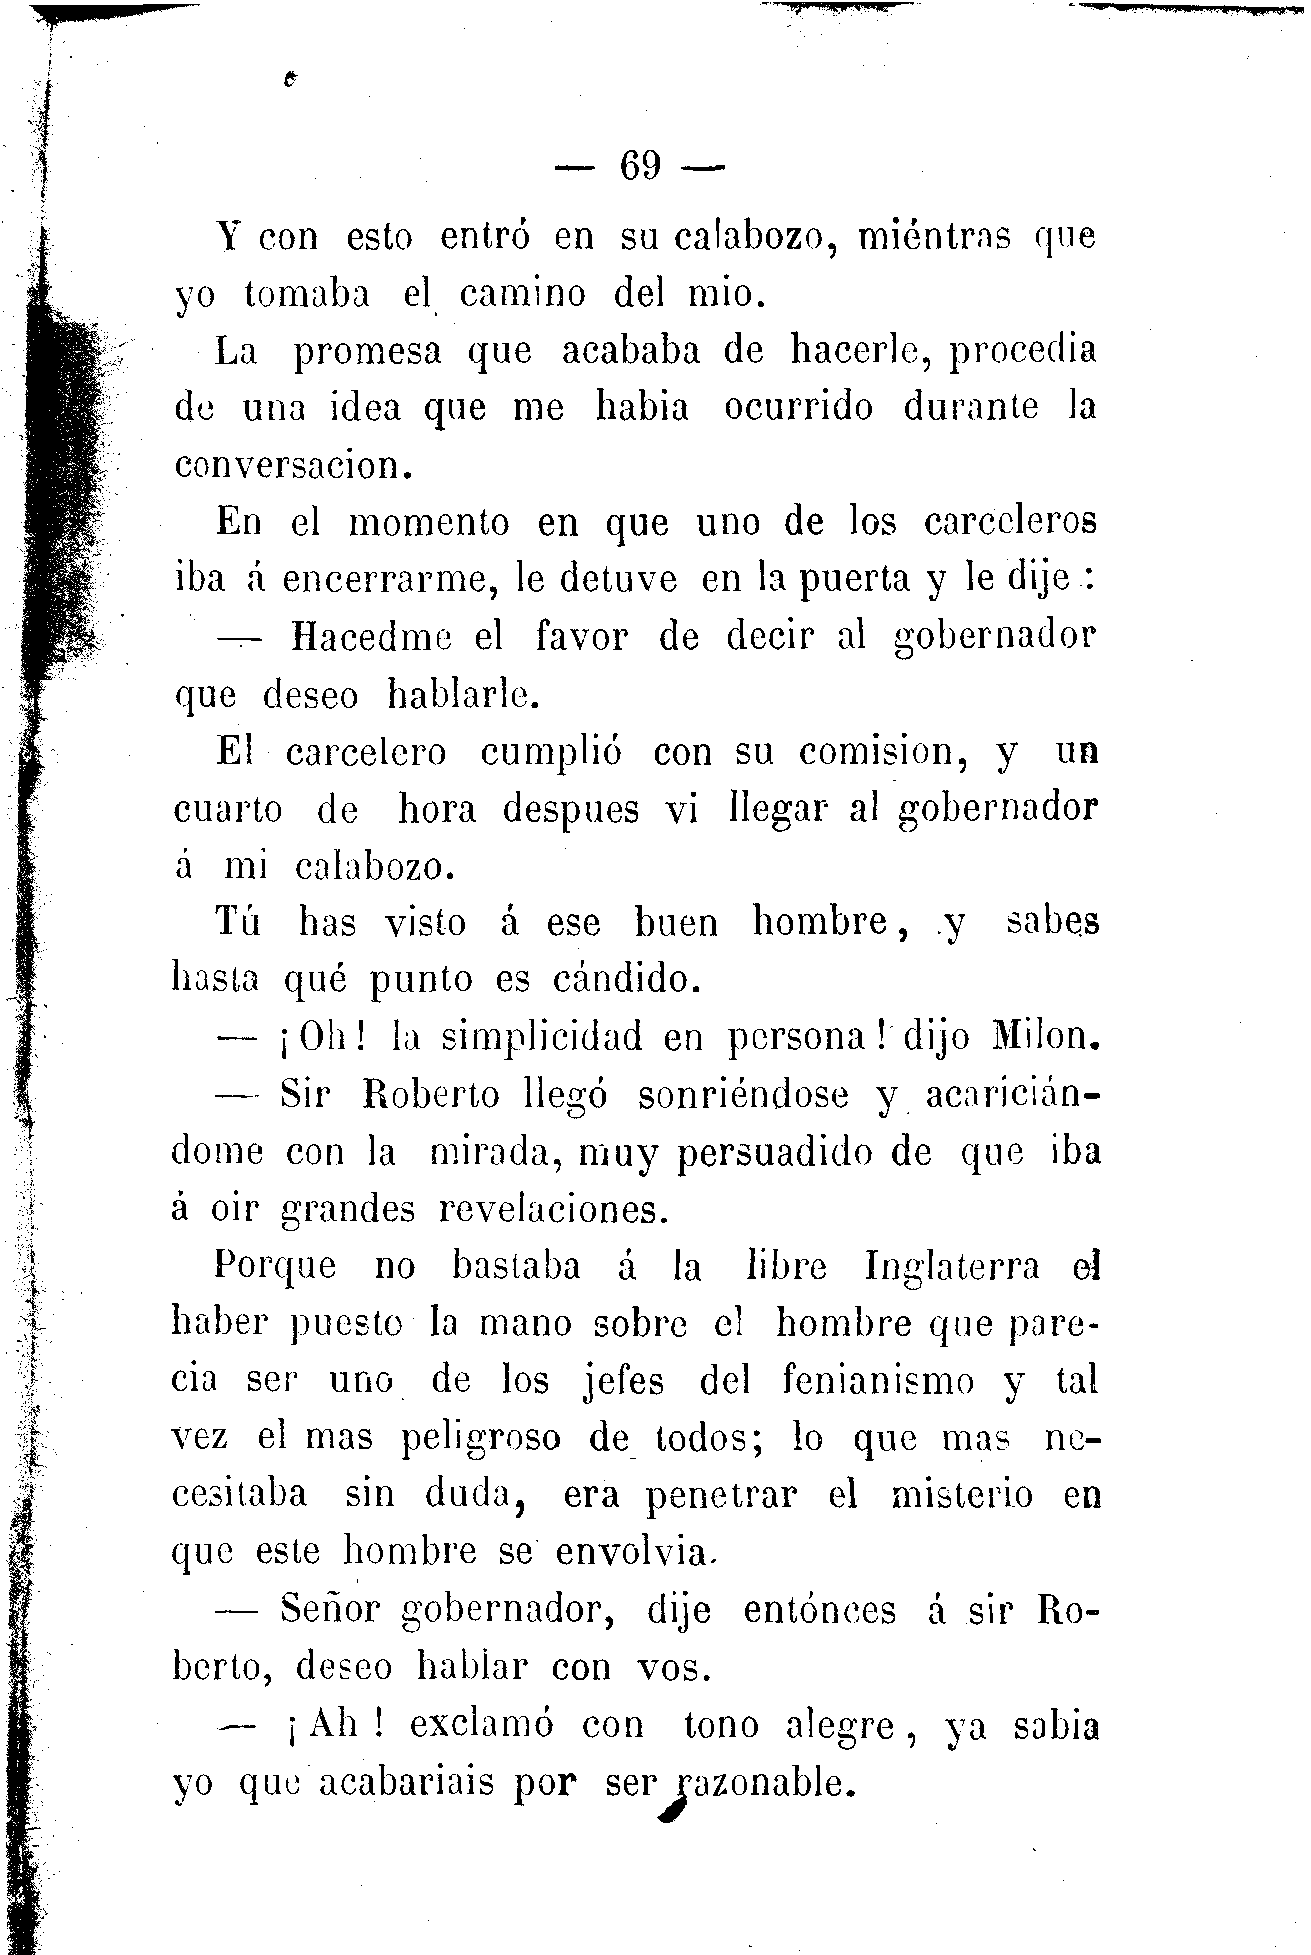 — 69 —
Y con esto entró en su calabozo, miéntras que
yo tomaba el camino del mio.
La promesa que acababa de hacerle, procedia
de una idea que me habia ocurrido durante la
conversacion.
En el momento en que uno de los carceleros
iba á encerrarme, le detuve en la puerta y le dije :
— Hacedme el favor de decir al gobernador
que deseo hablarle.
El carcelero cumplió con su comision, y un
cuarto de hora despues vi llegar al gobernador
á mi calabozo.
Tú has visto á ese buen hombre, y sabes
hasta qué punto es cándido.
— ¡Oh! la simplicidad en persona! dijo Milon.
— Sir Roberto llegó sonriéndose y acarícián-
dome con la mirada, muy persuadido de que iba
á oir grandes revelaciones.
Porque no bastaba á la libre Inglaterra el
haber puesto la mano sobre el hombre que pare-
cia ser uno de los jefes del fenianismo y tal
vez el mas peligroso de todos; lo que mas ne-
cesitaba sin duda, era penetrar el misterio en
que este hombre se envolvia.
— Señor gobernador, dije entónces á sir Ro-
berto, deseo hablar con vos.
— ¡Ah! exclamó con tono alegre, ya sabia
yo que acabariais por ser razonable.